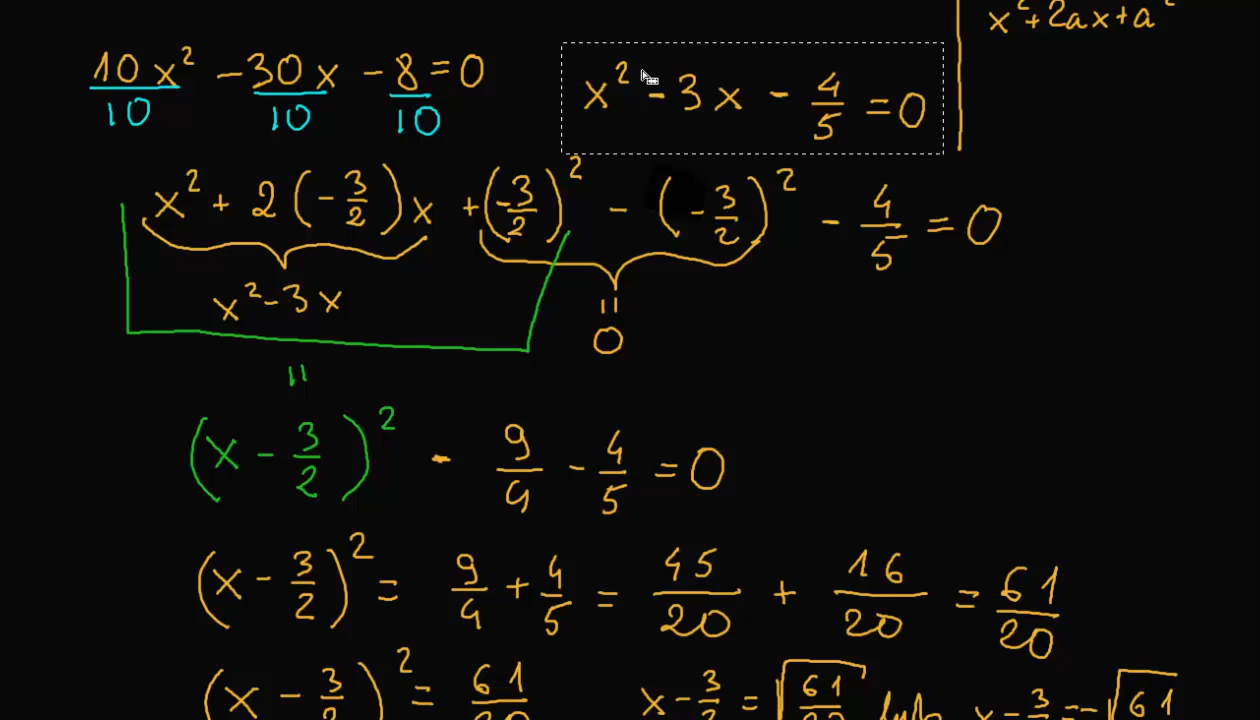 x² + 2ax + a²
10x² - 30x - 8 = 0
10 10 10
x² - 3x - 4/5 = 0
x² + 2(-3/2)x + (-3/2)² - (-3/2)² - 4/5 = 0
x² - 3x
=
0
=
(x - 3/2)² - 9/4 - 4/5 = 0
(x - 3/2)² = 9/4 + 4/5 = 45/20 + 16/20 = 61/20
(x - 3/2)² = 61/20 x - 3/2 = √61/20 lub x - 3/2 = -√61